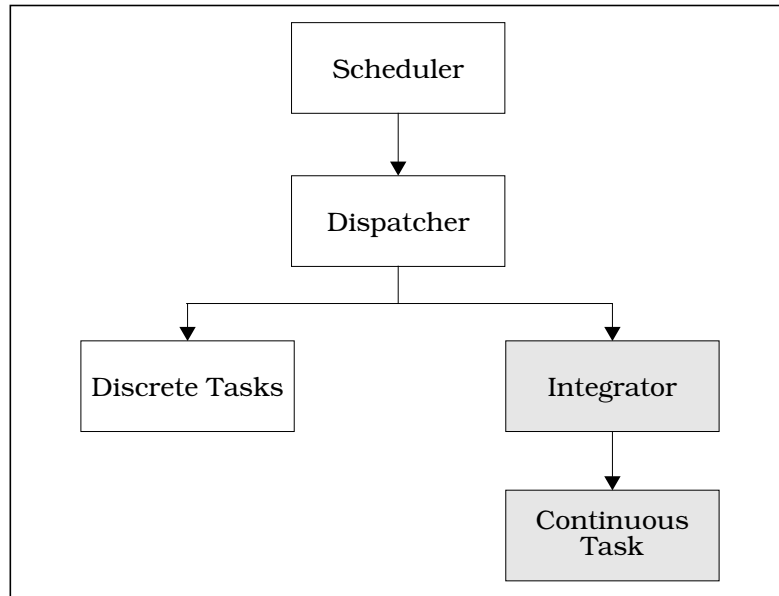 Scheduler
Dispatcher
Discrete Tasks
Integrator
Continuous
Task